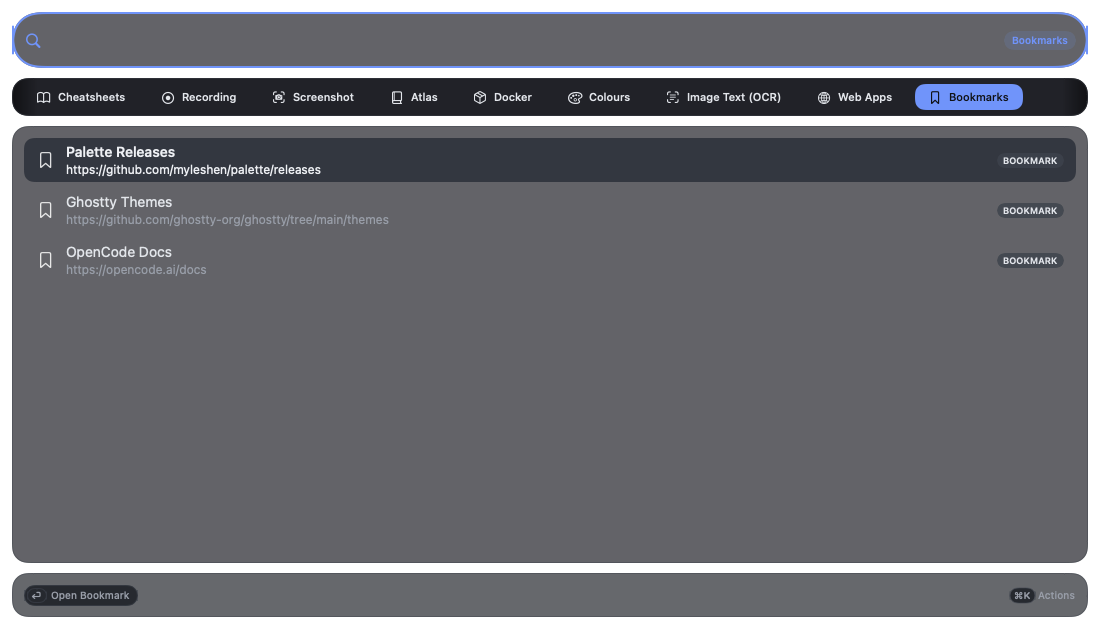 Bookmarks
Cheatsheets Recording Screenshot Atlas Docker Colours Image Text (OCR) Web Apps Bookmarks
Palette Releases
https://github.com/myleshen/palette/releases
BOOKMARK
Ghostty Themes
https://github.com/ghostty-org/ghostty/tree/main/themes
BOOKMARK
OpenCode Docs
https://opencode.ai/docs
BOOKMARK
Open Bookmark ⌘K Actions